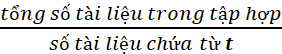 tổng số tài liệu trong tập hợp
số tài liệu chứa từ t